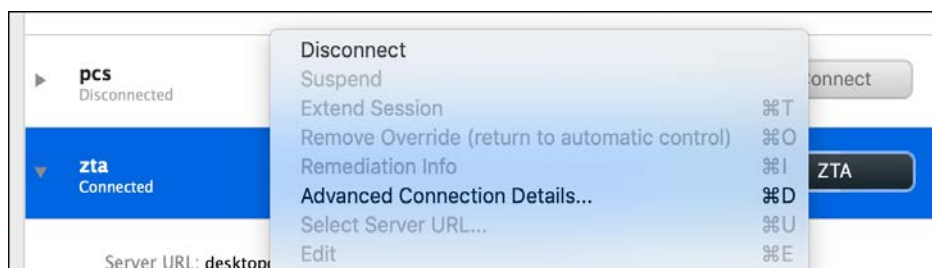 Disconnect
pcs
Disconnected
Suspend
onnect
Extend Session ⌘T
Remove Override (return to automatic control) ⌘O
zta
Connected
Remediation Info ⌘I
ZTA
Advanced Connection Details... ⌘D
Select Server URL... ⌘U
Edit ⌘E
Server URL: desktop